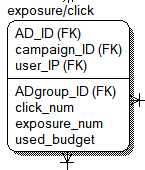 exposure/click
AD_ID (FK)
campaign_ID (FK)
user_IP (FK)
ADgroup_ID (FK)
click_num
exposure_num
used_budget